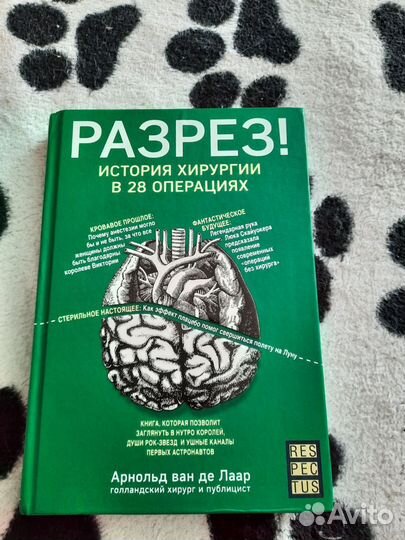 РАЗРЕЗ!
ИСТОРИЯ ХИРУРГИИ
В 28 ОПЕРАЦИЯХ
КРОВАВОЕ ПРОШЛОЕ:
Почему анестезии могло
бы и не быть, за что все
женщины должны
быть благодарны
королеве Виктории
ФАНТАСТИЧЕСКОЕ
БУДУЩЕЕ:
Легендарная рука
Люка Скайуокера
предсказала
появление
современных
«операций
без хирурга»
СТЕРИЛЬНОЕ НАСТОЯЩЕЕ: Как эффект плацебо помог свершиться полету на Луну
КНИГА, КОТОРАЯ ПОЗВОЛИТ
ЗАГЛЯНУТЬ В НУТРО КОРОЛЕЙ,
ДУШИ РОК-ЗВЕЗД И УШНЫЕ КАНАЛЫ
ПЕРВЫХ АСТРОНАВТОВ
Арнольд ван де Лаар
голландский хирург и публицист
RES
PEC
TUS
Avito